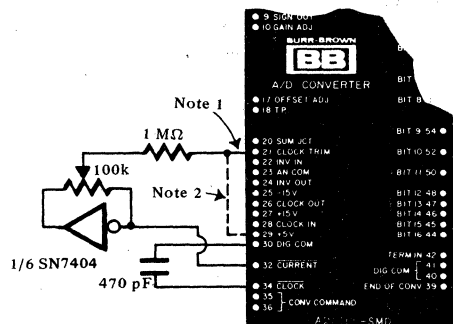 9 SIGN OUT
10 GAIN ADJ
BURR-BROWN
BB
A/D CONVERTER
BIT
BIT
BIT 8
17 OFFSET ADJ
18 T.P.
Note 1
1 MΩ
BIT 9 54
20 SUM JCT
21 CLOCK TRIM
BIT 10 52
22 INV IN
23 AN COM
BIT 11 50
24 INV OUT
100k
Note 2
25 -15V
BIT 12 48
26 CLOCK OUT
BIT 13 47
27 +15V
BIT 14 46
28 CLOCK IN
BIT 15 45
29 +5V
BIT 16 44
30 DIG COM
1/6 SN7404
TERM IN 42
32 CURRENT
DIG COM 41
40
470 pF
34 CLOCK
END OF CONV 39
35
36 CONV COMMAND
-SMD